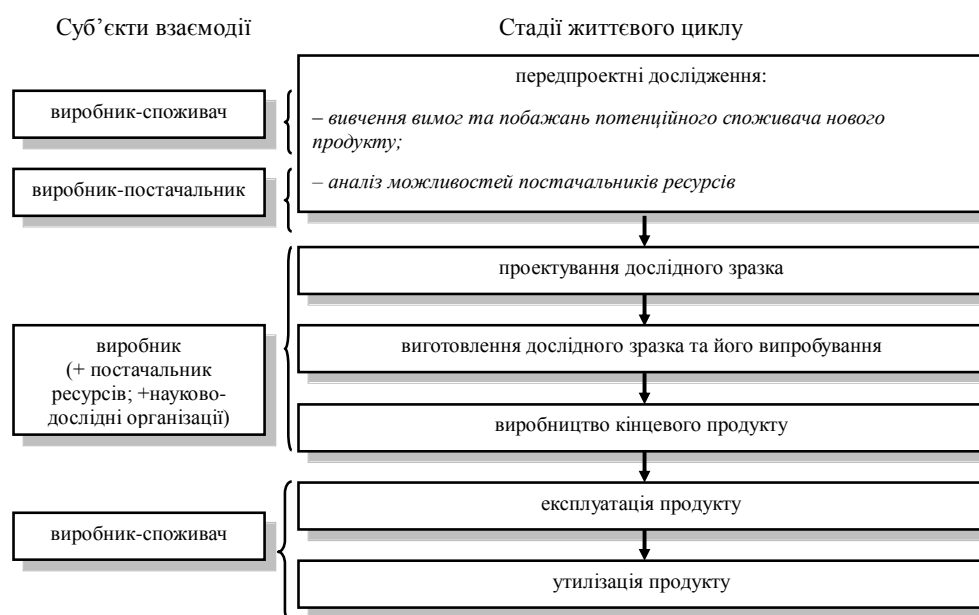 Суб’єкти взаємодії
Стадії життєвого циклу
передпроектні дослідження:
виробник-споживач
– вивчення вимог та побажань потенційного споживача нового
продукту;
виробник-постачальник
– аналіз можливостей постачальників ресурсів
проектування дослідного зразка
виготовлення дослідного зразка та його випробування
виробник
(+ постачальник
ресурсів; +науково-
дослідні організації)
виробництво кінцевого продукту
експлуатація продукту
виробник-споживач
утилізація продукту